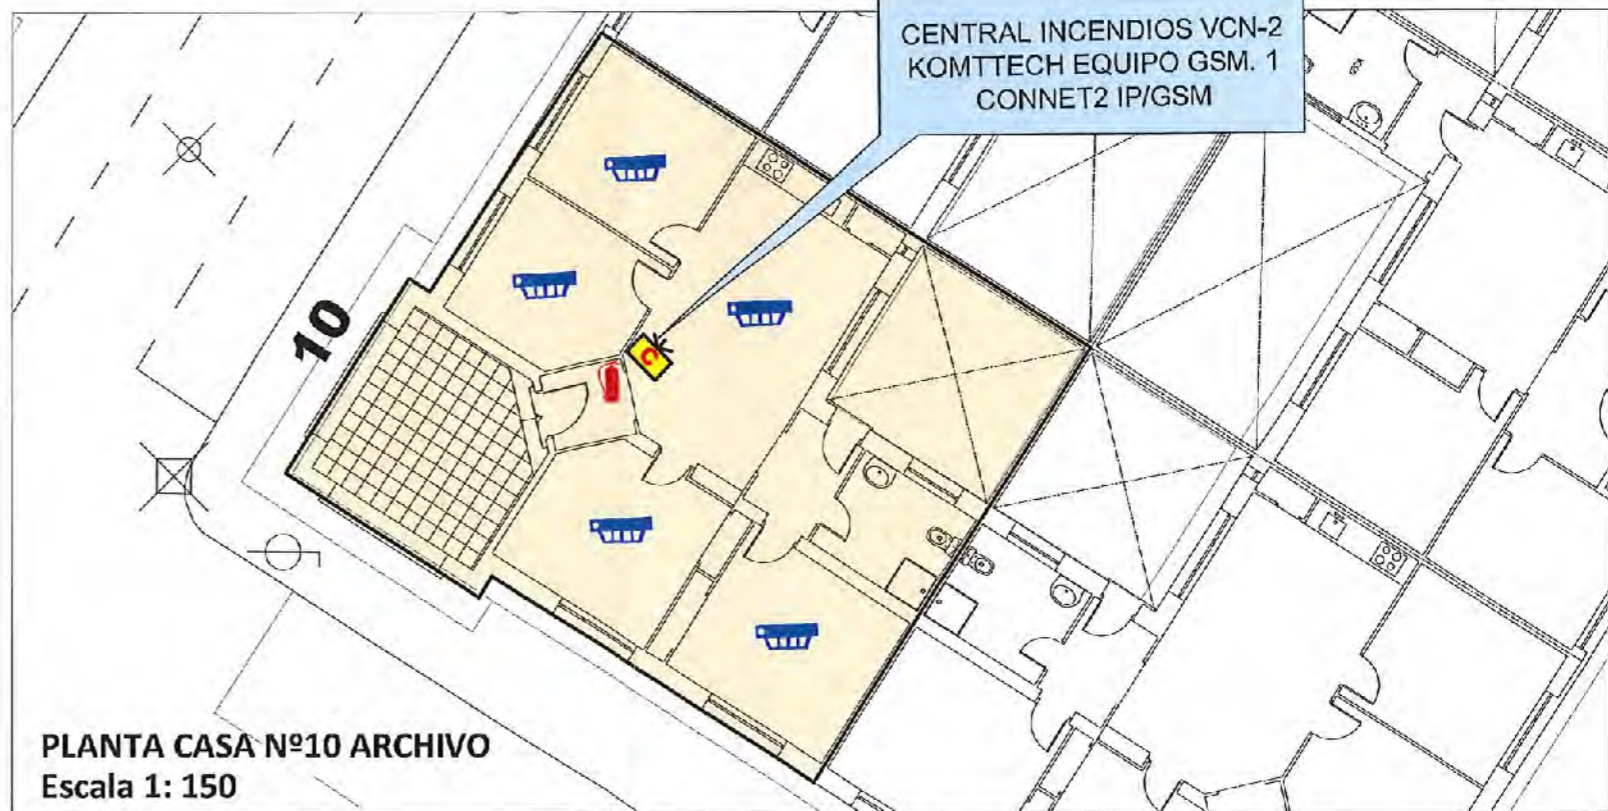 CENTRAL INCENDIOS VCN-2
KOMTTECH EQUIPO GSM. 1
CONNET2 IP/GSM
10
C
PLANTA CASA Nº10 ARCHIVO
Escala 1: 150